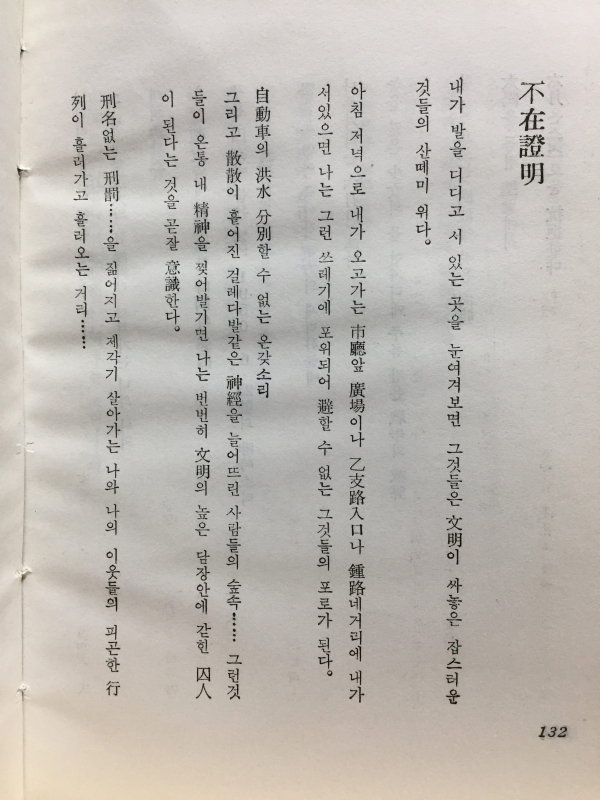 不在證明
내가 발을 디디고 서 있는 곳을 눈여겨보면 그것들은 文明이 싸놓은 잡스러운
것들의 산떼미 위다。
아침 저녁으로 내가 오고가는 市廳앞 廣場이나 乙支路入口나 鍾路네거리에 내가
서있으면 나는 그런 쓰레기에 포위되어 避할 수 없는 그것들의 포로가 된다。
自動車의 洪水 分別할 수 없는 온갖소리
그리고 散散이 흩어진 걸레다발같은 神經을 늘어뜨린 사람들의 숲속…… 그런것
들이 온통 내 精神을 찢어발기면 나는 번번히 文明의 높은 담장안에 갇힌 囚人
이 된다는 것을 곧잘 意識한다。
刑名없는 刑罰……을 짊어지고 제각기 살아가는 나와 나의 이웃들의 피곤한 行
列이 흘러가고 흘러오는 거리……
132